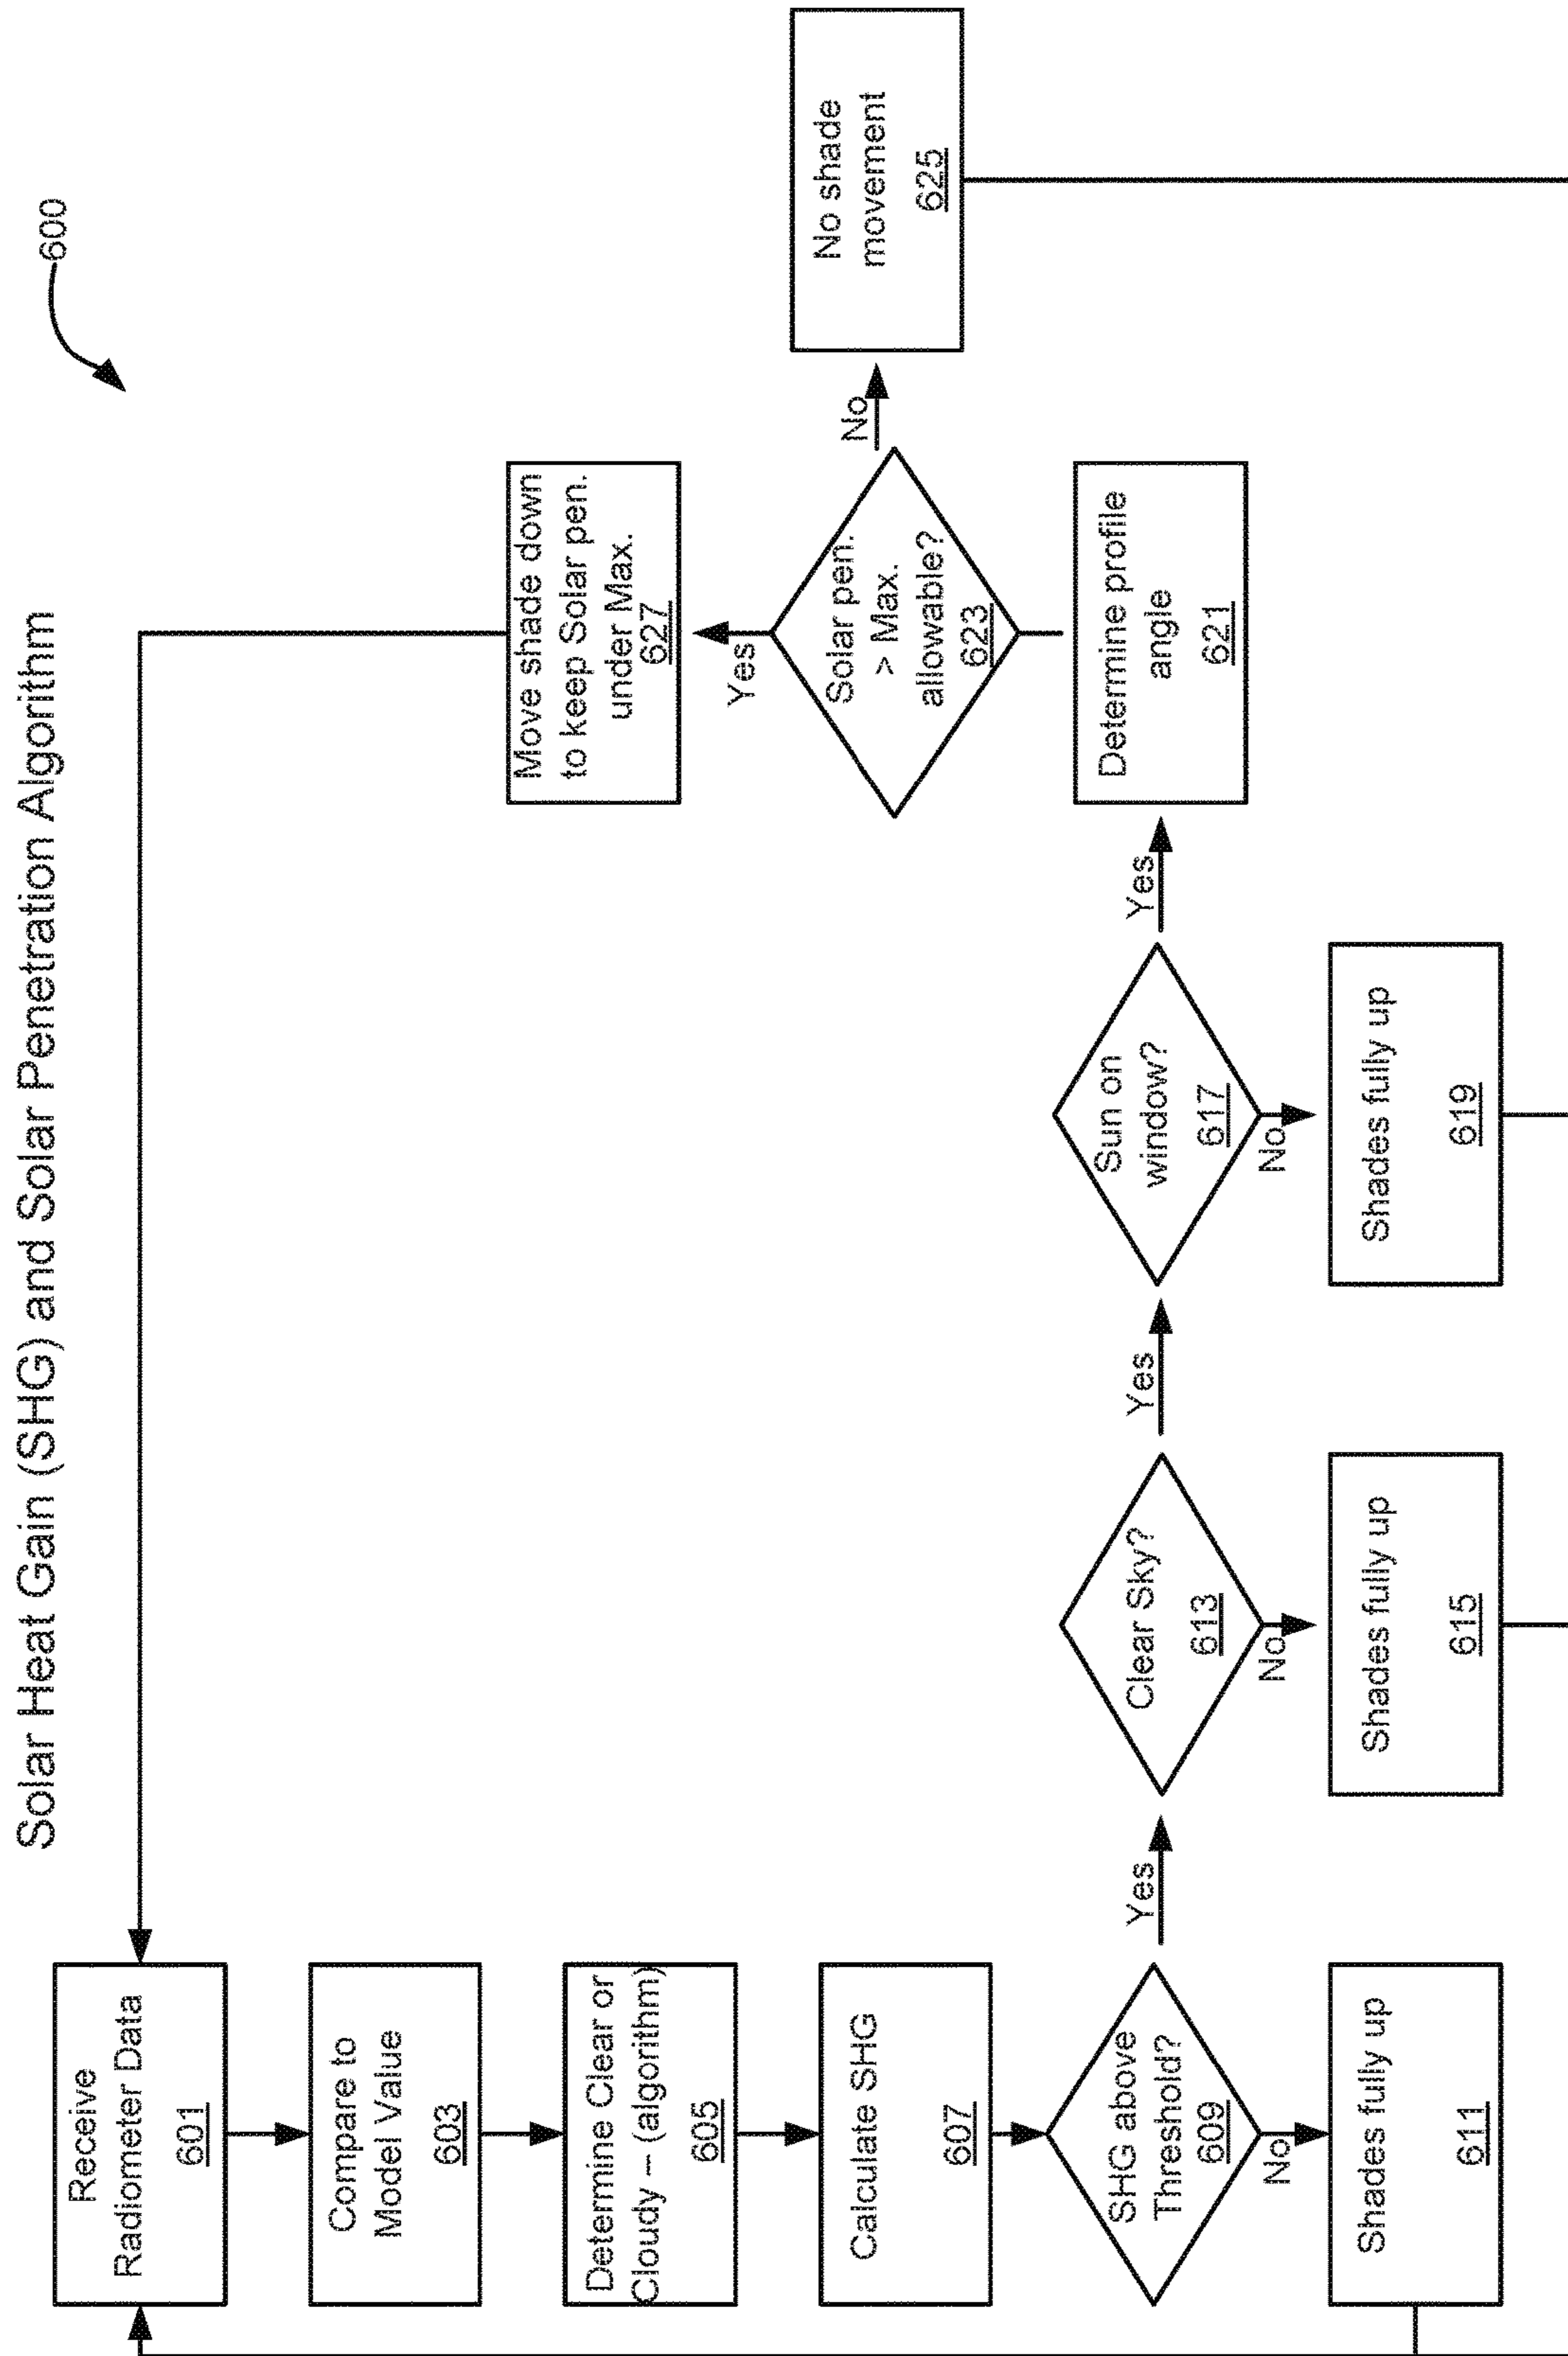 Solar Heat Gain (SHG) and Solar Penetration Algorithm
600
Receive
Radiometer Data
601
Compare to
Model Value
603
Determine Clear or
Cloudy – (algorithm)
605
Calculate SHG
607
SHG above
Threshold?
609
No
Shades fully up
611
Yes
Clear Sky?
613
No
Shades fully up
615
Yes
Sun on
window?
617
No
Shades fully up
619
Yes
Determine profile
angle
621
Solar pen.
> Max.
allowable?
623
Yes
Move shade down
to keep Solar pen.
under Max.
627
No
No shade
movement
625